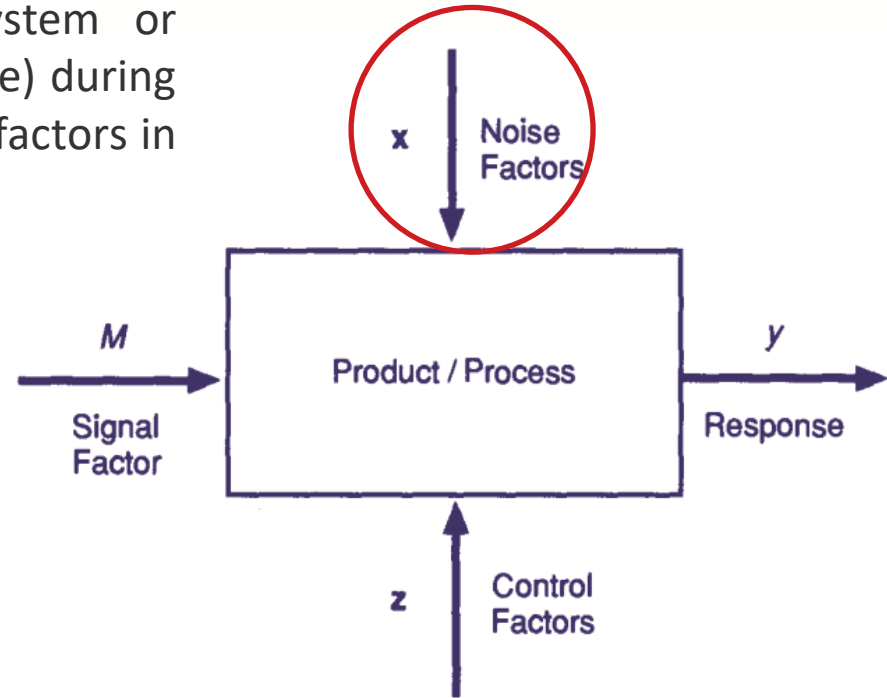 ystem or
e) during
factors in
x
Noise
Factors
M
Signal
Factor
Product / Process
y
Response
z
Control
Factors